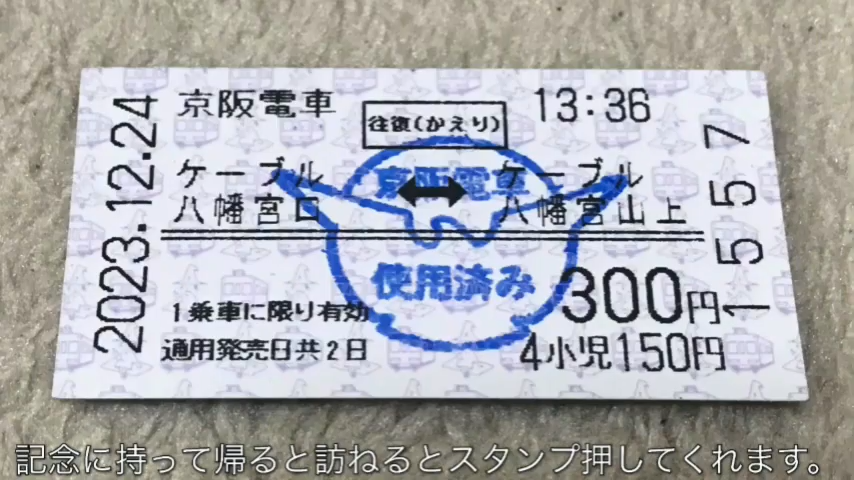 2023.12.24
京阪電車
往復(かえり)
13:36
ケーブル
八幡宮口
ケーブル
八幡宮山上
京阪電車
使用済み
300円
1乗車に限り有効
通用発売日共2日
4小児150円
1557
記念に持って帰ると訪ねるとスタンプ押してくれます。